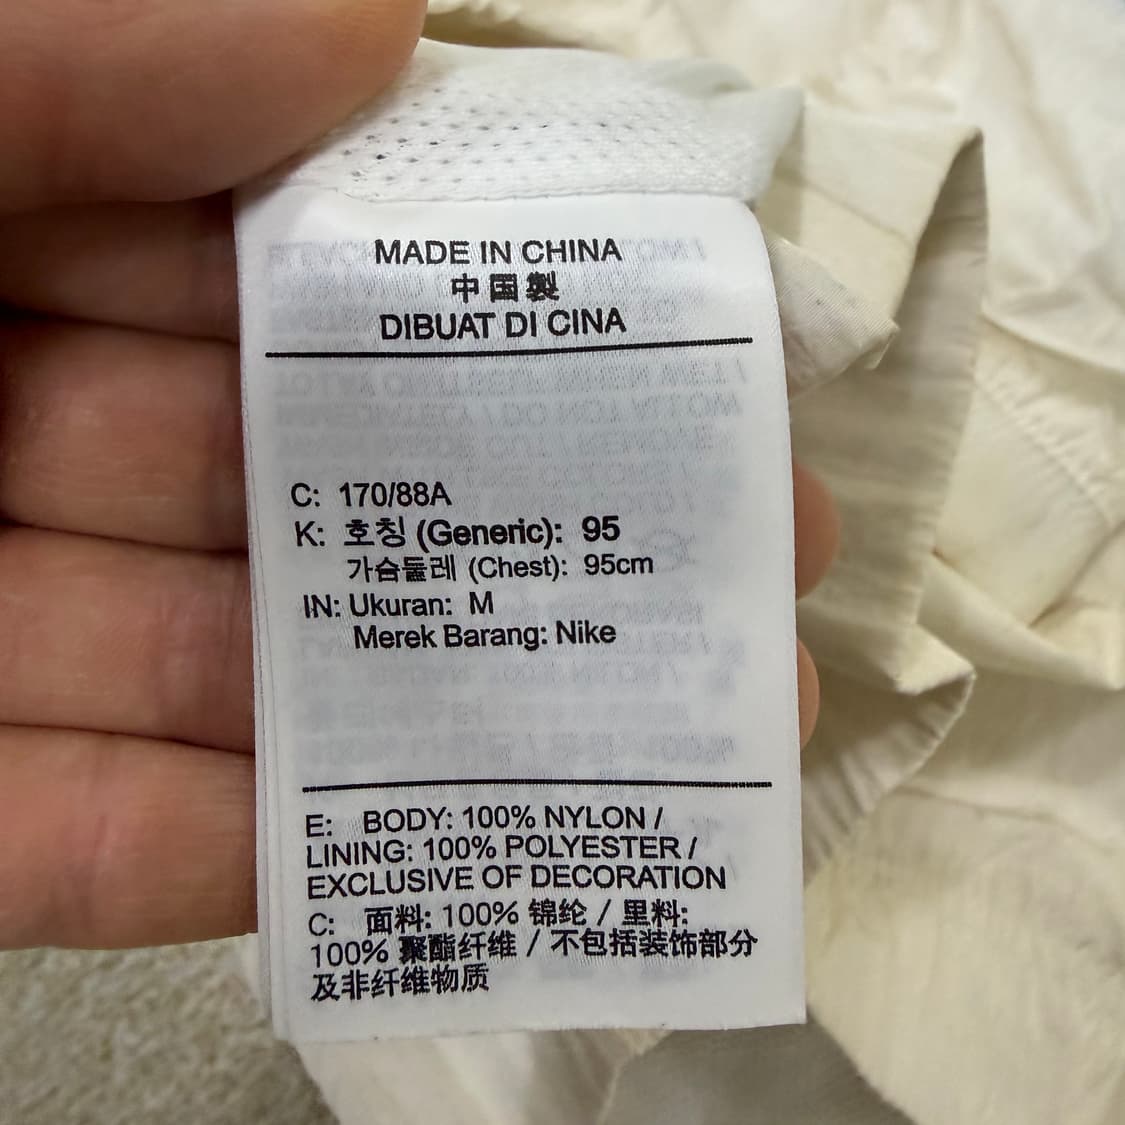 MADE IN CHINA
中国製
DIBUAT DI CINA
C: 170/88A
K: 호칭 (Generic): 95
가슴둘레 (Chest): 95cm
IN: Ukuran: M
Merek Barang: Nike
E: BODY: 100% NYLON /
LINING: 100% POLYESTER /
EXCLUSIVE OF DECORATION
C: 面料: 100% 锦纶 / 里料:
100% 聚酯纤维 / 不包括装饰部分
及非纤维物质